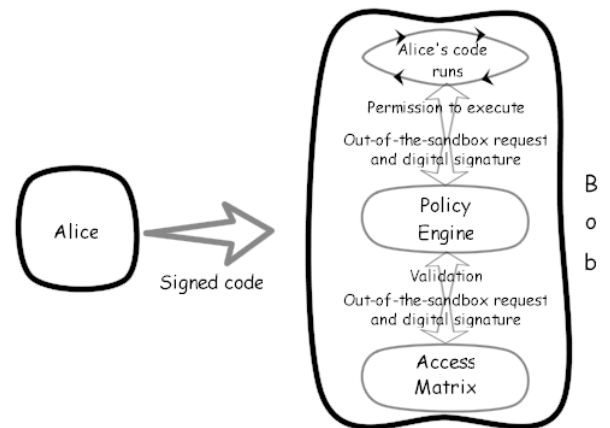 Alice's code
runs
Permission to execute
Out-of-the-sandbox request
and digital signature
Policy
Engine
Validation
Out-of-the-sandbox request
and digital signature
Access
Matrix
Alice
Signed code
B
o
b